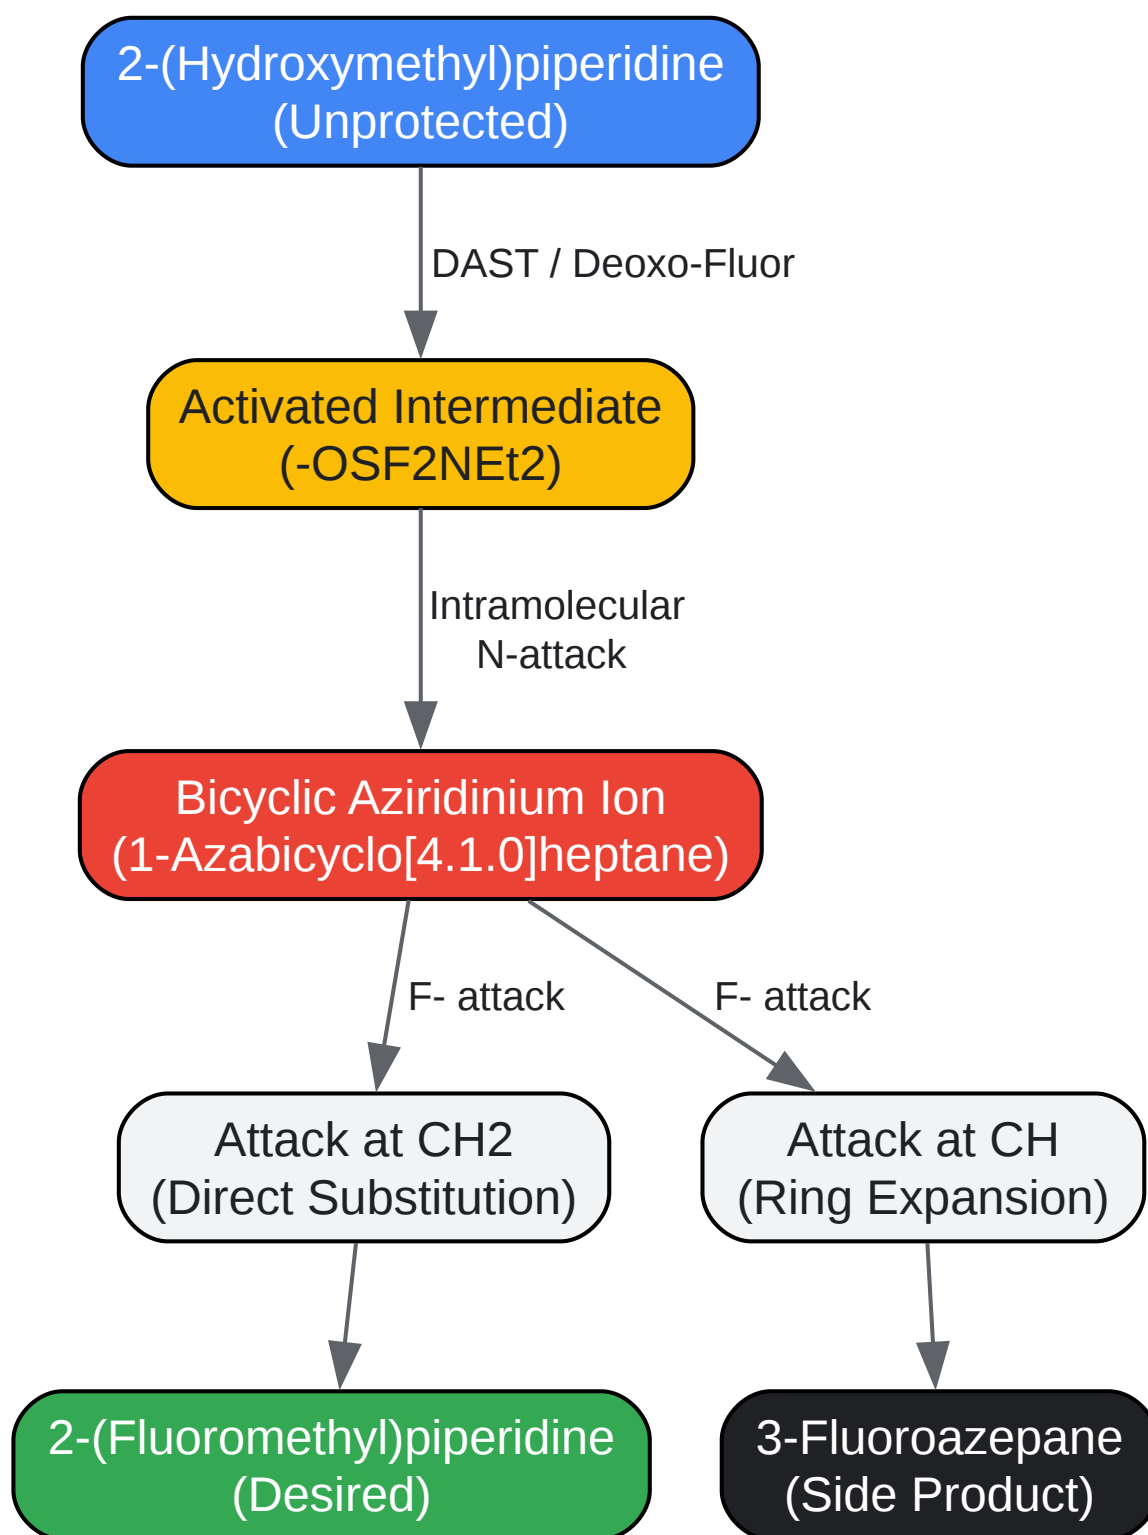 2-(Hydroxymethyl)piperidine
(Unprotected)
DAST / Deoxo-Fluor
Activated Intermediate
(-OSF2NEt2)
Intramolecular
N-attack
Bicyclic Aziridinium Ion
(1-Azabicyclo[4.1.0]heptane)
F- attack
F- attack
Attack at CH2
(Direct Substitution)
Attack at CH
(Ring Expansion)
2-(Fluoromethyl)piperidine
(Desired)
3-Fluoroazepane
(Side Product)